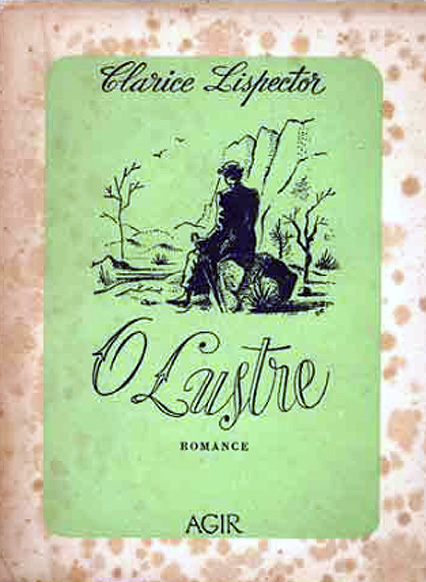 Clarice Lispector
O Lustre
ROMANCE
AGIR